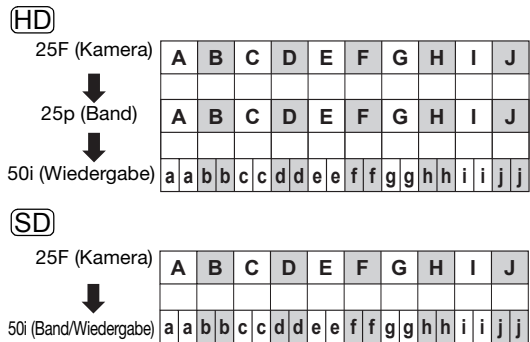 HD
25F (Kamera) A B C D E F G H I J
25p (Band) A B C D E F G H I J
50i (Wiedergabe) a a b b c c d d e e f f g g h h i i j j
SD
25F (Kamera) A B C D E F G H I J
50i (Band/Wiedergabe) a a b b c c d d e e f f g g h h i i j j